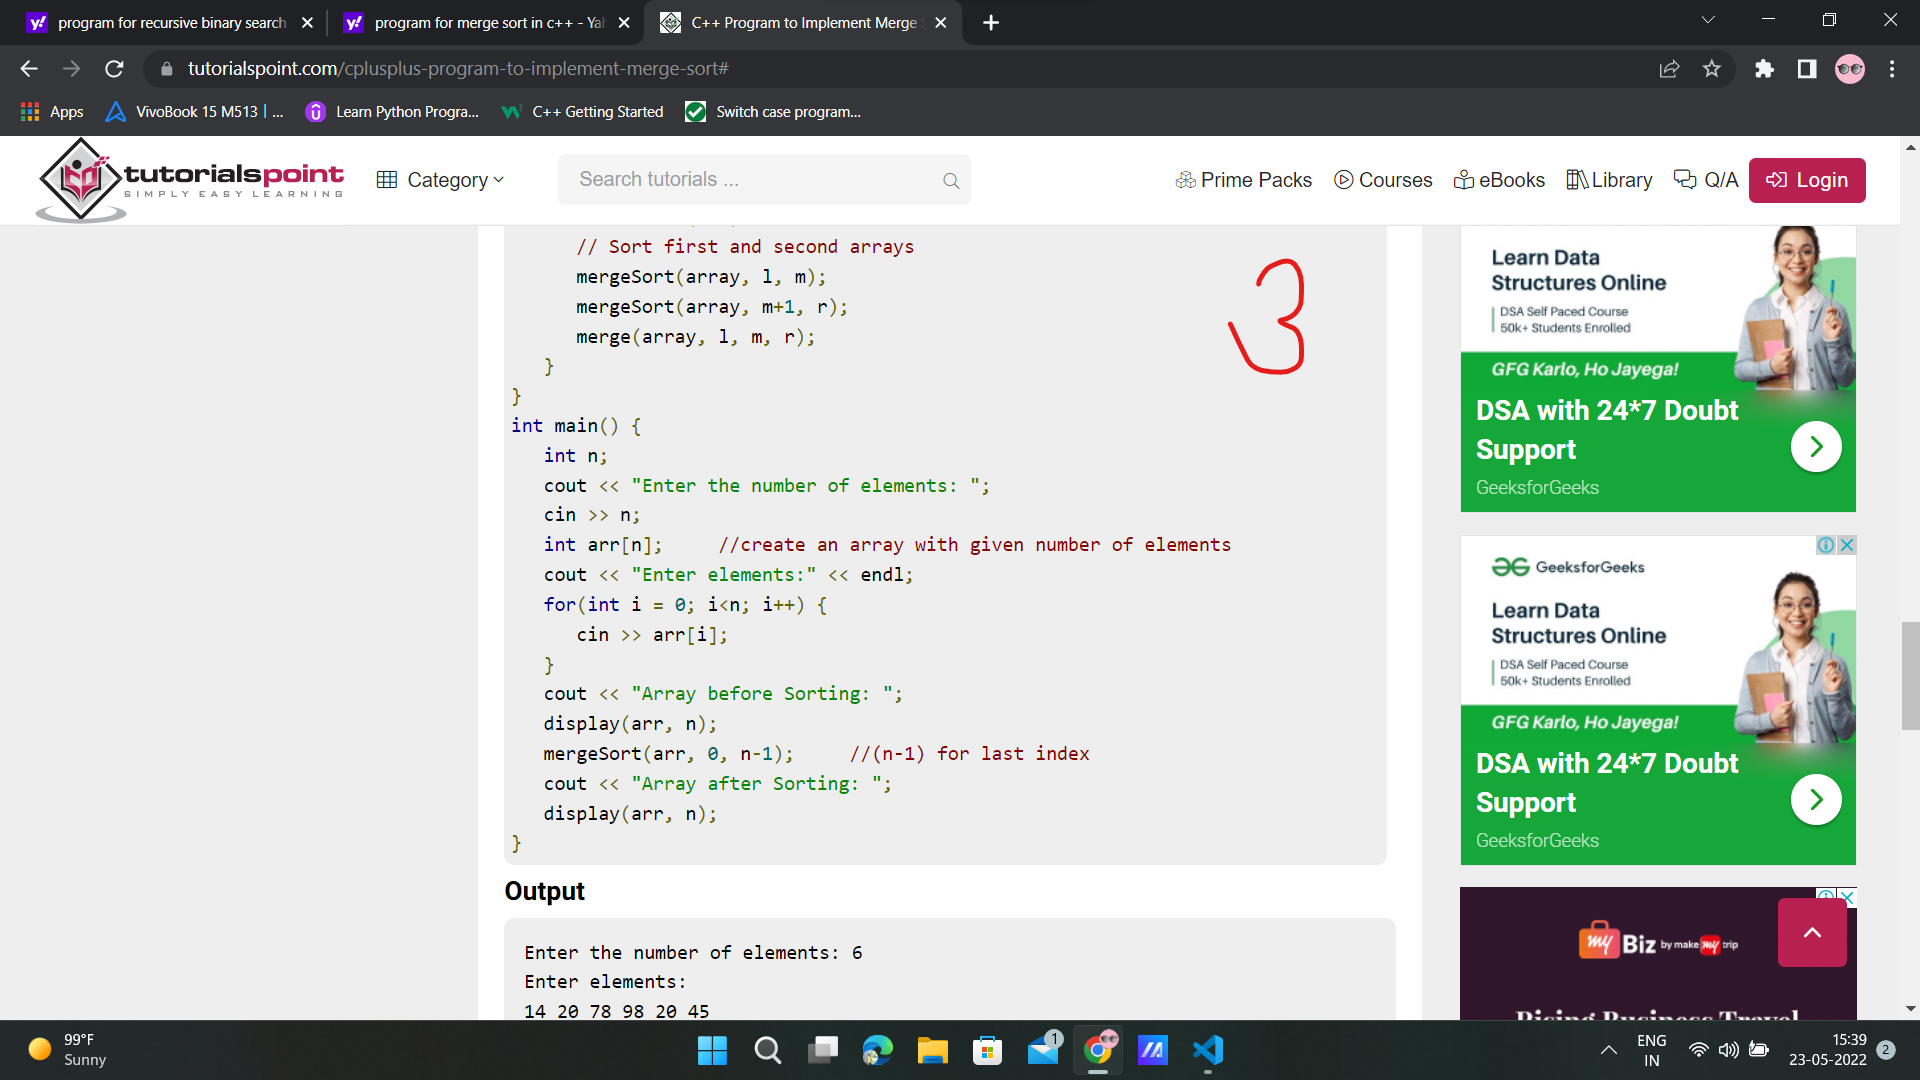 program for recursive binary search
program for merge sort in c++ - Yah
C++ Program to Implement Merge S
tutorialspoint.com/cplusplus-program-to-implement-merge-sort#
Apps
VivoBook 15 M513 | ...
Learn Python Progra...
C++ Getting Started
Switch case program...
tutorialspoint
SIMPLY EASY LEARNING
Category
Search tutorials ...
Prime Packs
Courses
eBooks
Library
Q/A
Login
// Sort first and second arrays
mergeSort(array, l, m);
mergeSort(array, m+1, r);
merge(array, l, m, r);
}
}
int main() {
int n;
cout << "Enter the number of elements: ";
cin >> n;
int arr[n]; //create an array with given number of elements
cout << "Enter elements:" << endl;
for(int i = 0; i<n; i++) {
cin >> arr[i];
}
cout << "Array before Sorting: ";
display(arr, n);
mergeSort(arr, 0, n-1); //(n-1) for last index
cout << "Array after Sorting: ";
display(arr, n);
}
3
Output
Enter the number of elements: 6
Enter elements:
14 20 78 98 20 45
Learn Data
Structures Online
DSA Self Paced Course
50k+ Students Enrolled
GFG Karlo, Ho Jayega!
DSA with 24*7 Doubt
Support
GeeksforGeeks
GeeksforGeeks
Learn Data
Structures Online
DSA Self Paced Course
50k+ Students Enrolled
GFG Karlo, Ho Jayega!
DSA with 24*7 Doubt
Support
GeeksforGeeks
my Biz by make my trip
Rising Business Travel
99°F
Sunny
1
ENG
IN
15:39
23-05-2022
2